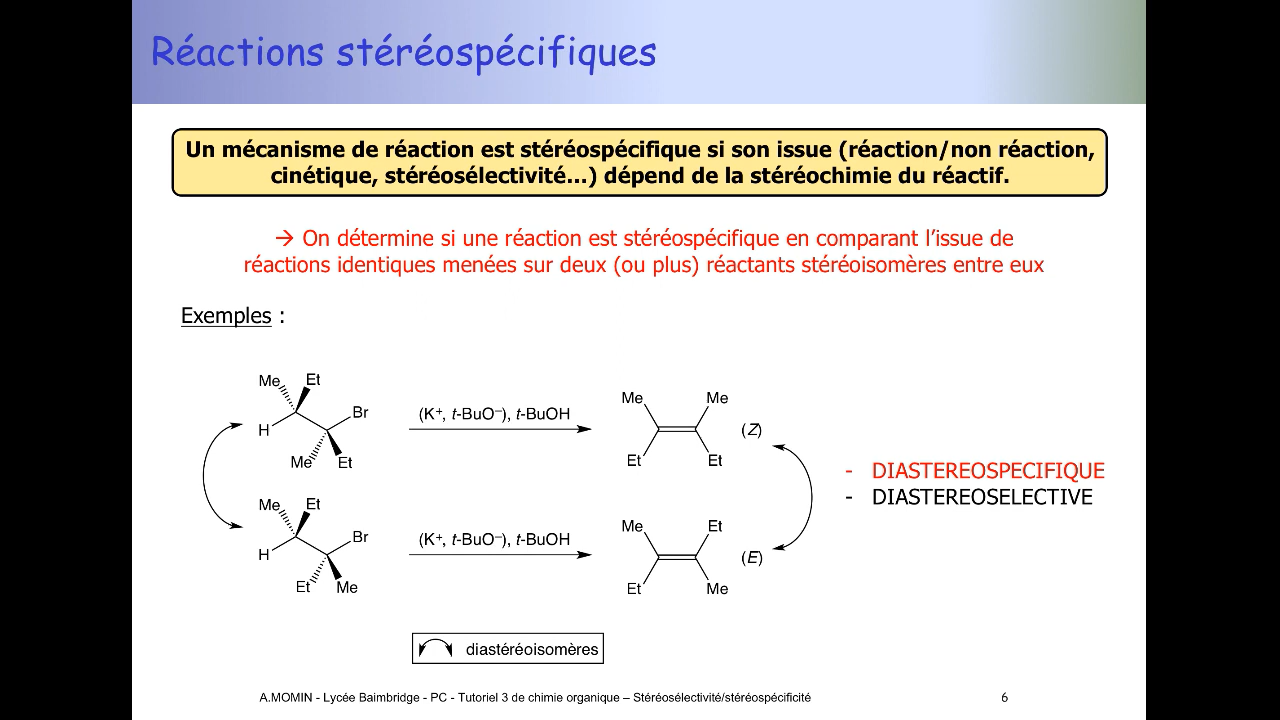 Réactions stéréospécifiques
Un mécanisme de réaction est stéréospécifique si son issue (réaction/non réaction,
cinétique, stéréosélectivité…) dépend de la stéréochimie du réactif.
→ On détermine si une réaction est stéréospécifique en comparant l’issue de
réactions identiques menées sur deux (ou plus) réactants stéréoisomères entre eux
Exemples :
Me Et
H Br
Me Et
(K⁺, t-BuO⁻), t-BuOH
Me Me
Et Et
(Z)
Me Et
H Br
Et Me
(K⁺, t-BuO⁻), t-BuOH
Me Et
Et Me
(E)
- DIASTEREOSPECIFIQUE
- DIASTEREOSELECTIVE
diastéréoisomères
A.MOMIN - Lycée Baimbridge - PC - Tutoriel 3 de chimie organique – Stéréosélectivité/stéréospécificité
6